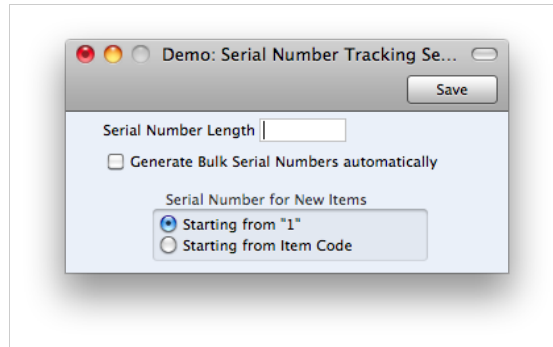 Demo: Serial Number Tracking Se...
Save
Serial Number Length
Generate Bulk Serial Numbers automatically
Serial Number for New Items
Starting from "1"
Starting from Item Code